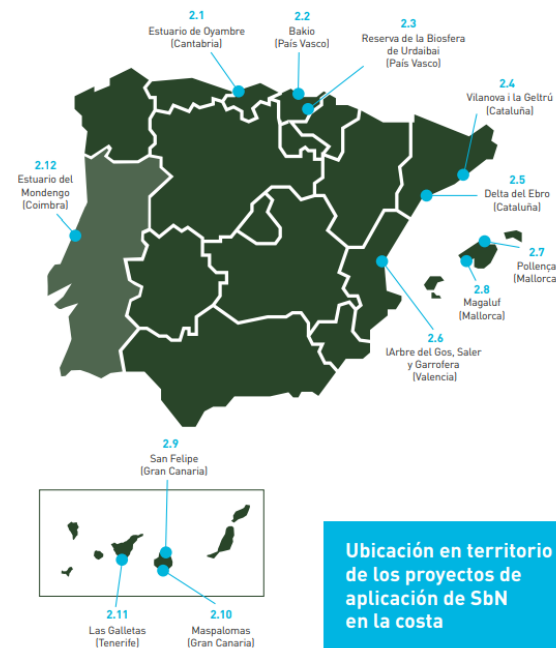 2.1
Estuario de Oyambre
(Cantabria)
2.2
Bakio
(País Vasco)
2.3
Reserva de la Biosfera
de Urdaibai
(País Vasco)
2.4
Vilanova i la Geltrú
(Cataluña)
2.12
Estuario del
Mondengo
(Coimbra)
2.5
Delta del Ebro
(Cataluña)
2.7
Pollença
(Mallorca
2.8
Magaluf
(Mallorca)
2.6
lArbre del Gos, Saler
y Garrofera
(Valencia)
2.9
San Felipe
(Gran Canaria)
2.11
Las Galletas
(Tenerife)
2.10
Maspalomas
(Gran Canaria)
Ubicación en territorio
de los proyectos de
aplicación de SbN
en la costa